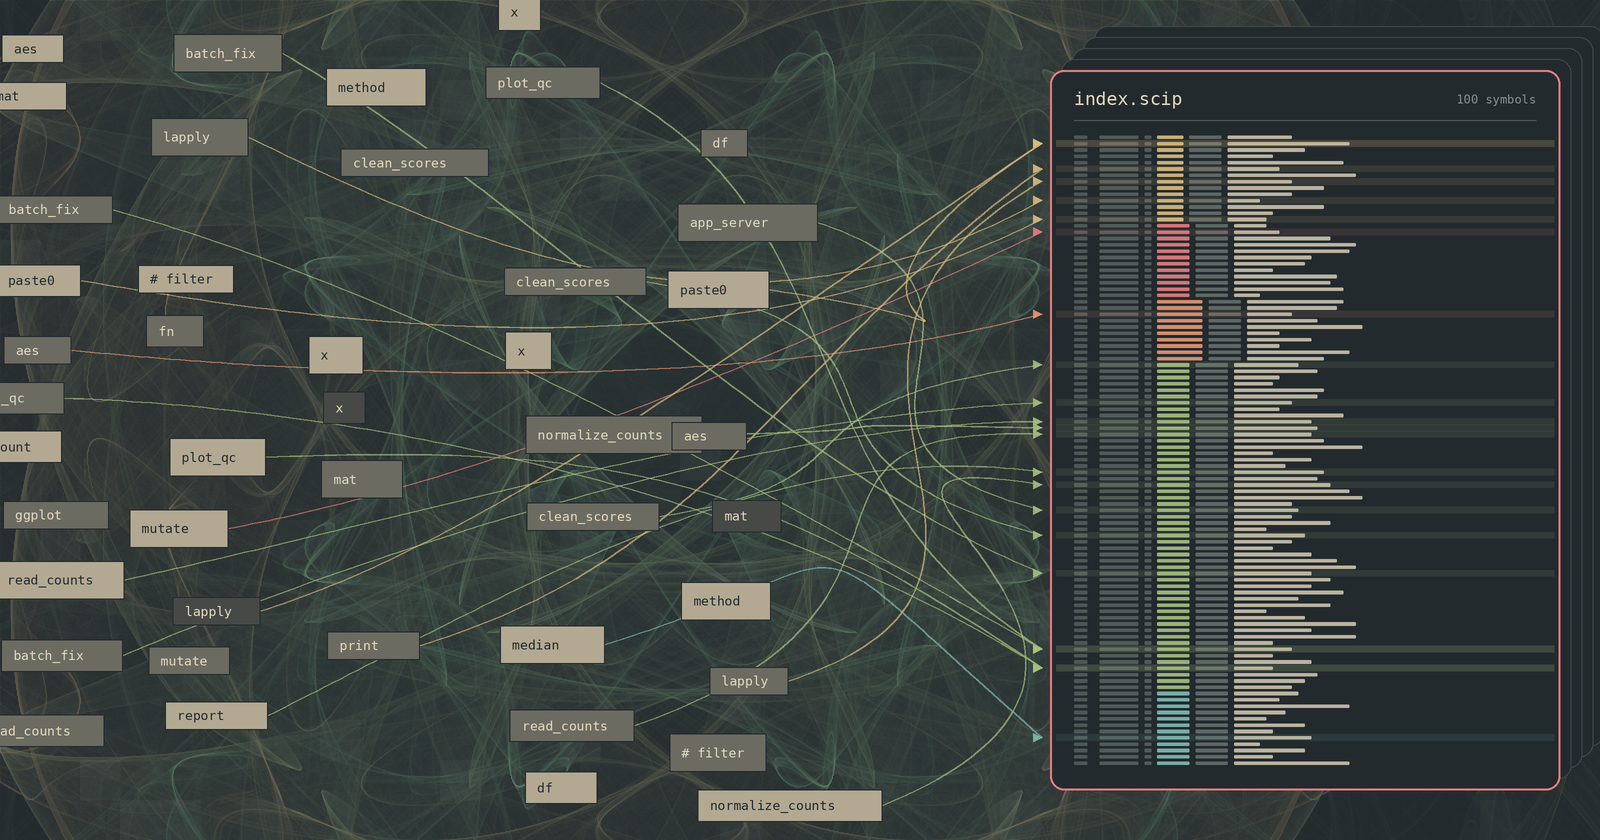 x
aes
batch_fix
method
plot_qc
mat
lapply
clean_scores
df
batch_fix
app_server
paste0
# filter
clean_scores
paste0
fn
aes
x
x
_qc
x
normalize_counts
aes
ount
plot_qc
mat
ggplot
mutate
clean_scores
mat
read_counts
lapply
method
batch_fix
mutate
print
median
lapply
report
ad_counts
read_counts
# filter
df
normalize_counts
index.scip
100 symbols